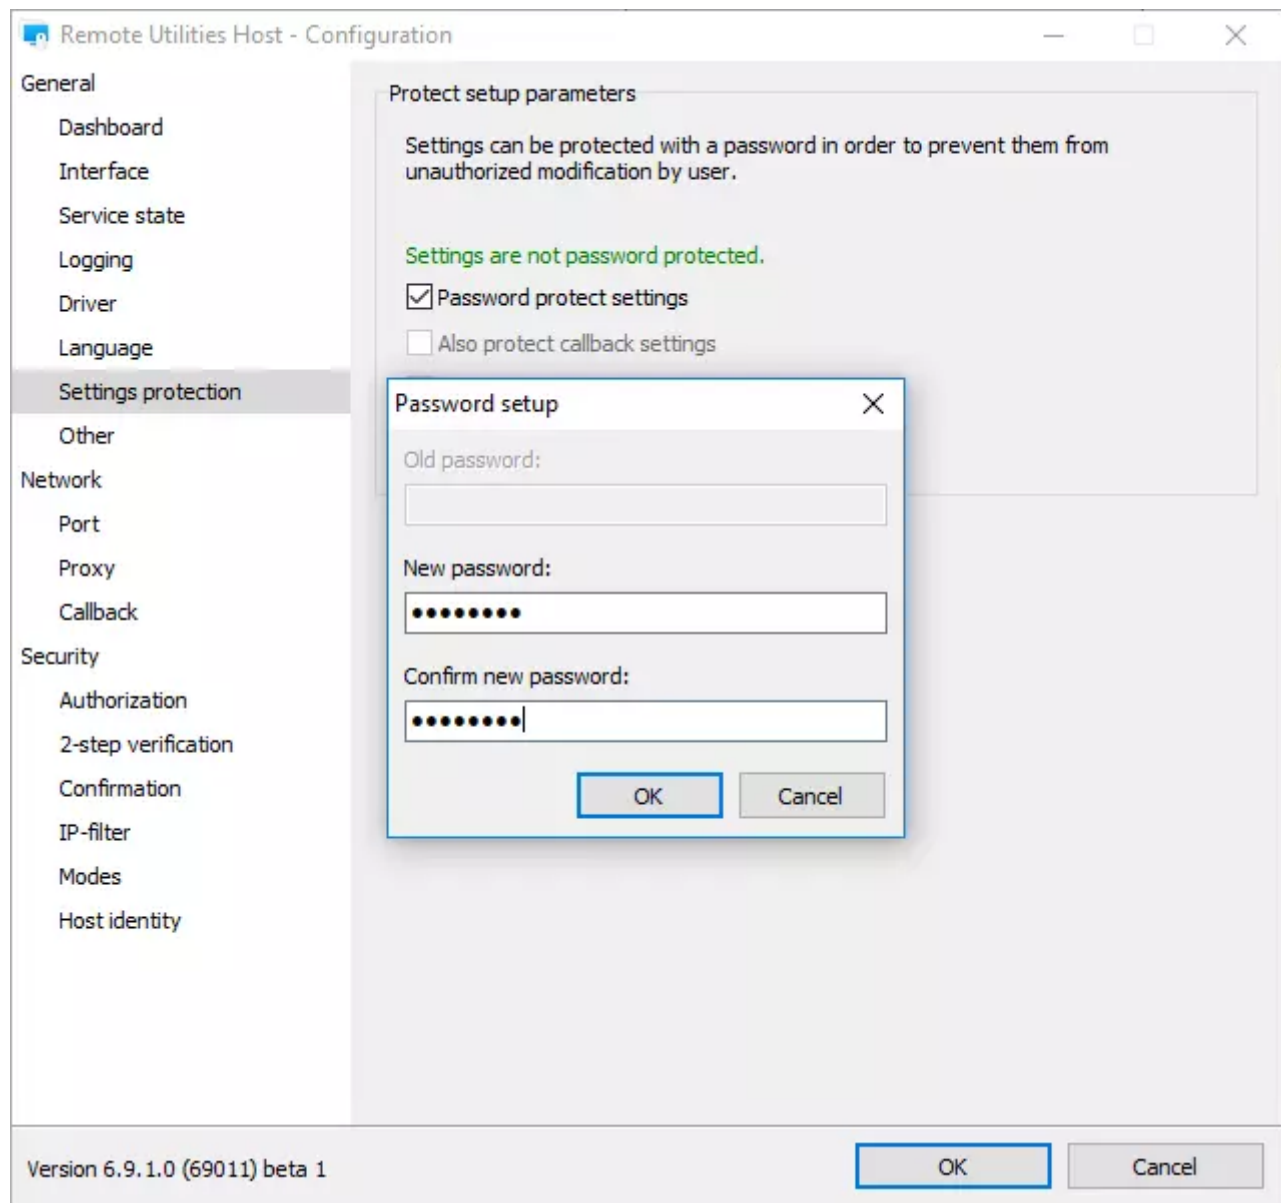 Remote Utilities Host - Configuration
General
Dashboard
Interface
Service state
Logging
Driver
Language
Settings protection
Other
Network
Port
Proxy
Callback
Security
Authorization
2-step verification
Confirmation
IP-filter
Modes
Host identity
Protect setup parameters
Settings can be protected with a password in order to prevent them from
unauthorized modification by user.
Settings are not password protected.
Password protect settings
Also protect callback settings
Password setup
Old password:
New password:
••••••••
Confirm new password:
••••••••
OK
Cancel
Version 6.9.1.0 (69011) beta 1
OK
Cancel